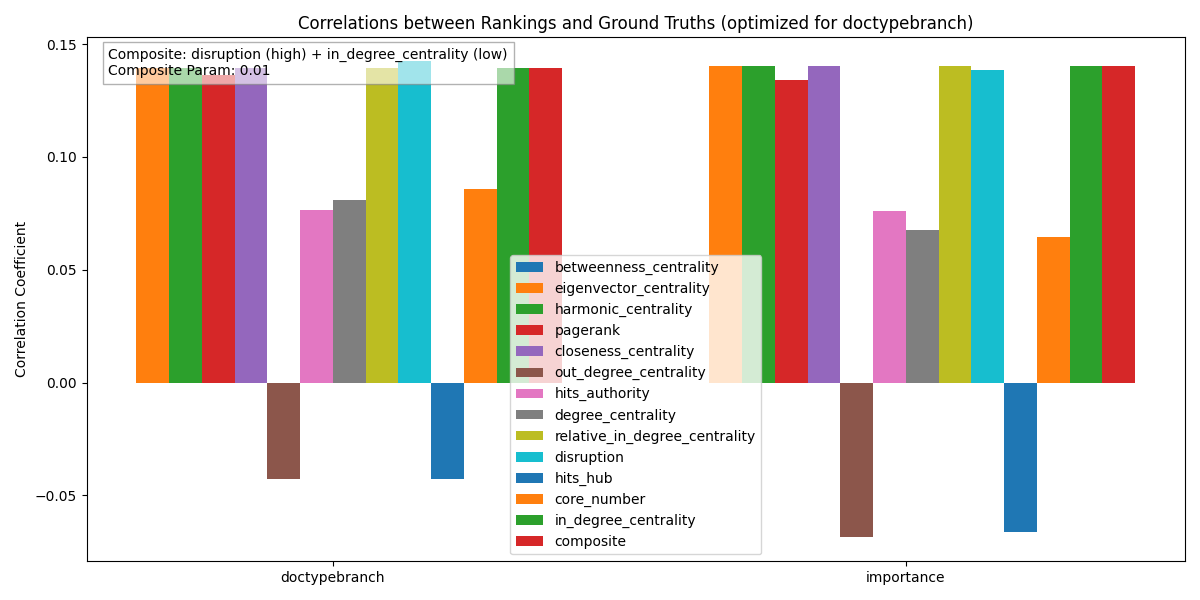 Correlations between Rankings and Ground Truths (optimized for doctypebranch)
Composite: disruption (high) + in_degree_centrality (low)
Composite Param: 0.01
Correlation Coefficient
0.15
0.10
0.05
0.00
−0.05
betweenness_centrality
eigenvector_centrality
harmonic_centrality
pagerank
closeness_centrality
out_degree_centrality
hits_authority
degree_centrality
relative_in_degree_centrality
disruption
hits_hub
core_number
in_degree_centrality
composite
doctypebranch
importance